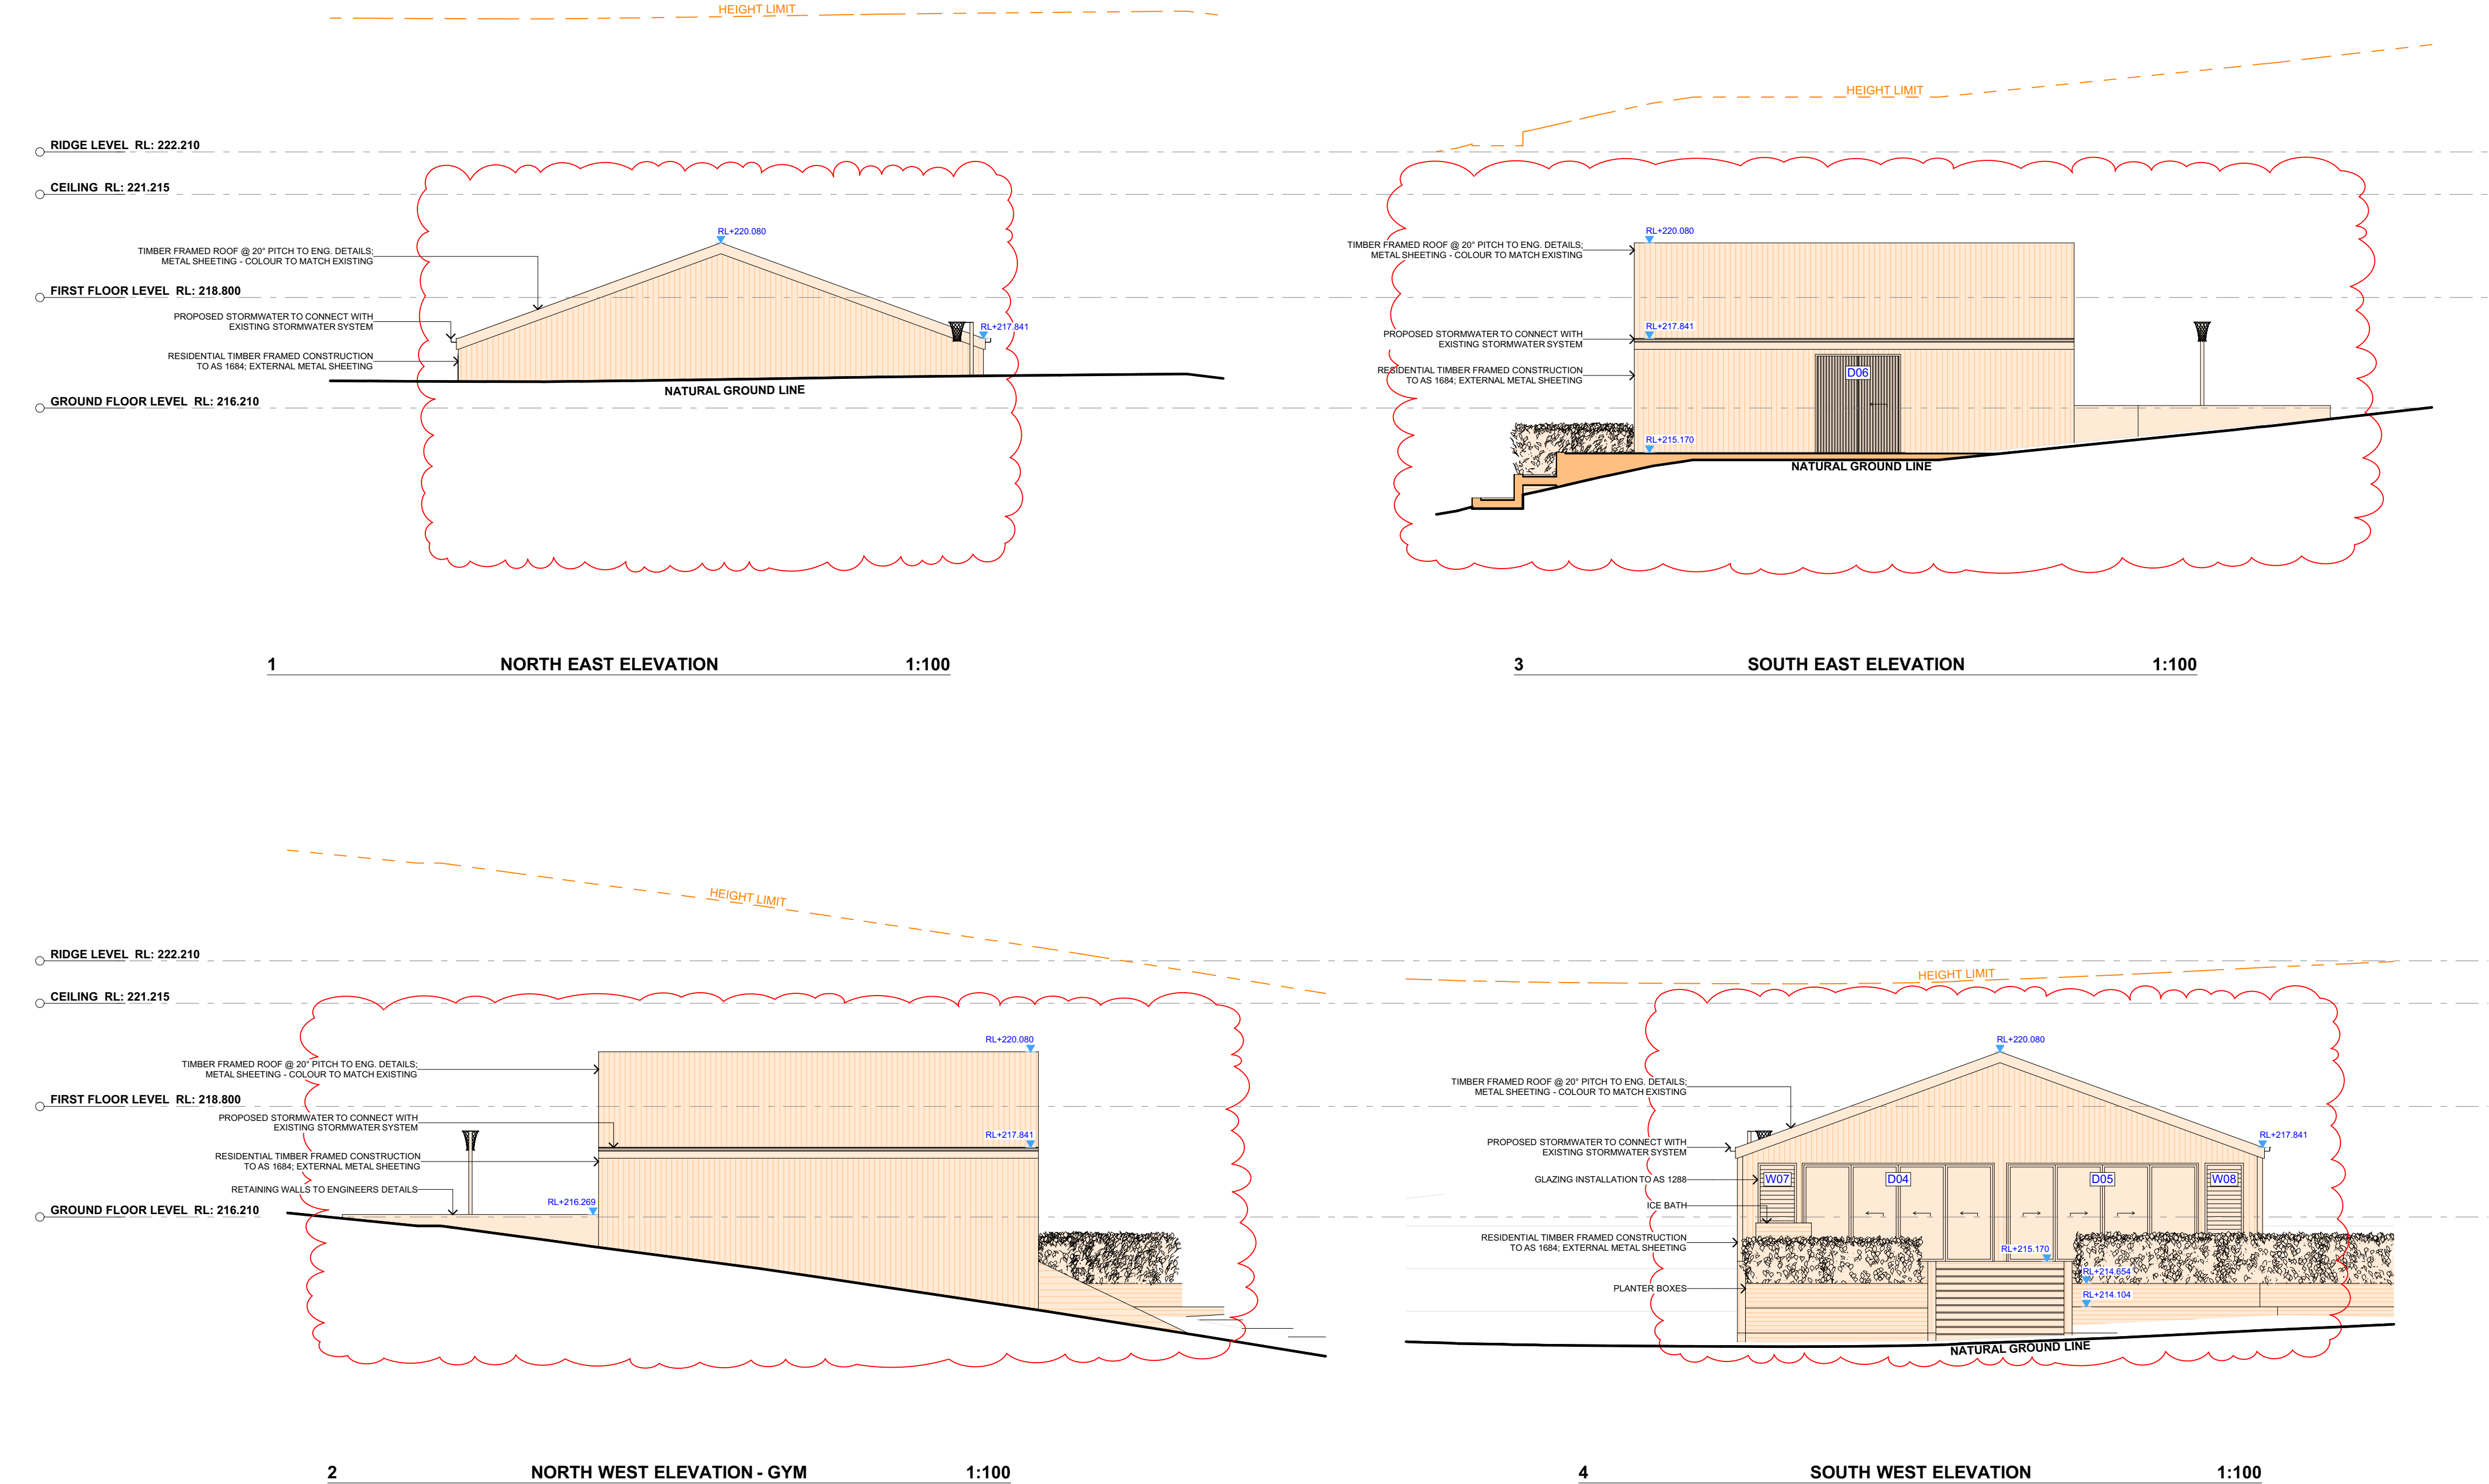 HEIGHT LIMIT
RIDGE LEVEL RL: 222.210
CEILING RL: 221.215
RL+220.080
TIMBER FRAMED ROOF @ 20° PITCH TO ENG. DETAILS;
METAL SHEETING - COLOUR TO MATCH EXISTING
FIRST FLOOR LEVEL RL: 218.800
PROPOSED STORMWATER TO CONNECT WITH
EXISTING STORMWATER SYSTEM
RL+217.841
RESIDENTIAL TIMBER FRAMED CONSTRUCTION
TO AS 1684; EXTERNAL METAL SHEETING
NATURAL GROUND LINE
GROUND FLOOR LEVEL RL: 216.210
1 NORTH EAST ELEVATION 1:100
HEIGHT LIMIT
RL+220.080
TIMBER FRAMED ROOF @ 20° PITCH TO ENG. DETAILS;
METAL SHEETING - COLOUR TO MATCH EXISTING
RL+217.841
PROPOSED STORMWATER TO CONNECT WITH
EXISTING STORMWATER SYSTEM
RESIDENTIAL TIMBER FRAMED CONSTRUCTION
TO AS 1684; EXTERNAL METAL SHEETING
D06
RL+215.170
NATURAL GROUND LINE
3 SOUTH EAST ELEVATION 1:100
HEIGHT LIMIT
RIDGE LEVEL RL: 222.210
CEILING RL: 221.215
RL+220.080
TIMBER FRAMED ROOF @ 20° PITCH TO ENG. DETAILS;
METAL SHEETING - COLOUR TO MATCH EXISTING
FIRST FLOOR LEVEL RL: 218.800
PROPOSED STORMWATER TO CONNECT WITH
EXISTING STORMWATER SYSTEM
RL+217.841
RESIDENTIAL TIMBER FRAMED CONSTRUCTION
TO AS 1684; EXTERNAL METAL SHEETING
RETAINING WALLS TO ENGINEERS DETAILS
RL+216.269
GROUND FLOOR LEVEL RL: 216.210
2 NORTH WEST ELEVATION - GYM 1:100
HEIGHT LIMIT
RL+220.080
TIMBER FRAMED ROOF @ 20° PITCH TO ENG. DETAILS;
METAL SHEETING - COLOUR TO MATCH EXISTING
RL+217.841
PROPOSED STORMWATER TO CONNECT WITH
EXISTING STORMWATER SYSTEM
GLAZING INSTALLATION TO AS 1288
W07 D04 D05 W08
ICE BATH
RESIDENTIAL TIMBER FRAMED CONSTRUCTION
TO AS 1684; EXTERNAL METAL SHEETING
RL+215.170
RL+214.654
PLANTER BOXES
RL+214.104
NATURAL GROUND LINE
4 SOUTH WEST ELEVATION 1:100